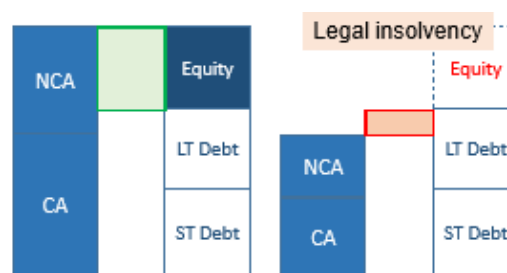 Legal insolvency
NCA
Equity
Equity
LT Debt
NCA
LT Debt
CA
ST Debt
CA
ST Debt